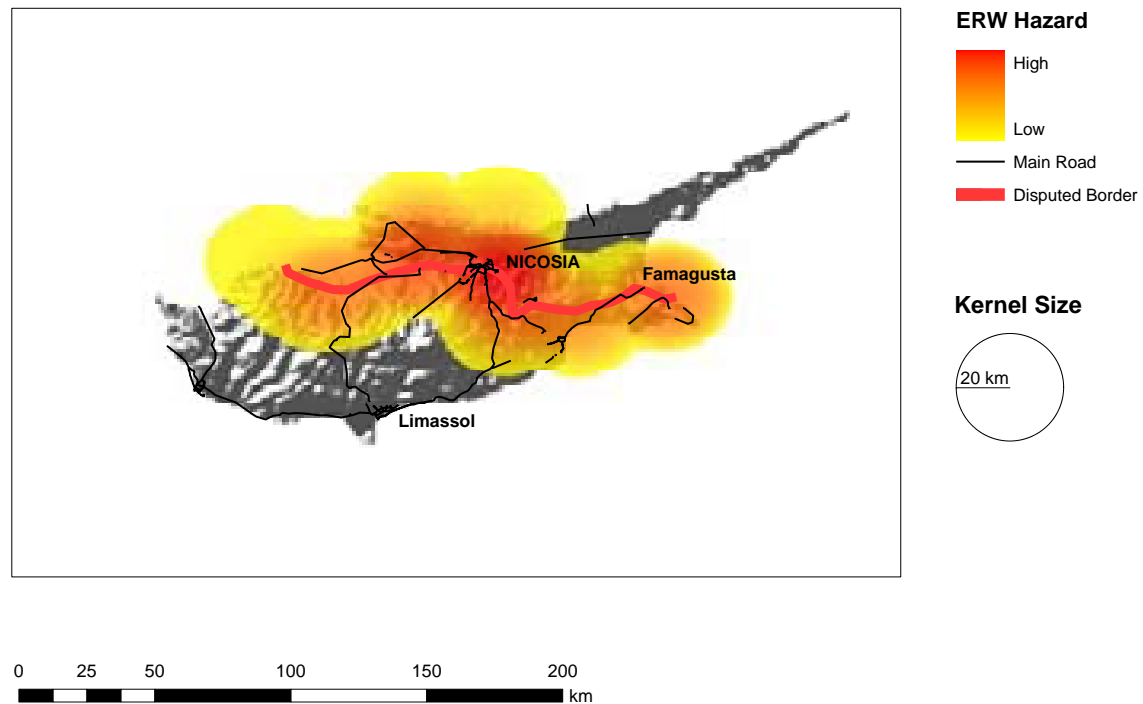 ERW Hazard
High
Low
Main Road
Disputed Border
NICOSIA
Famagusta
Limassol
Kernel Size
20 km
0 25 50 100 150 200
km